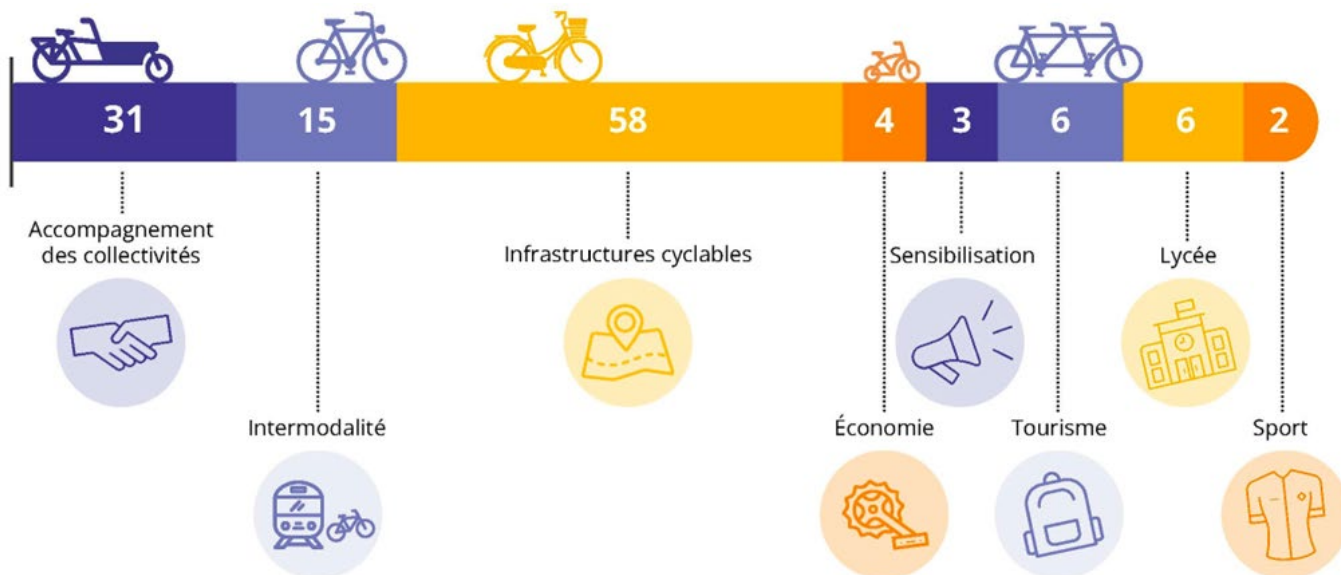 31
15
58
4
3
6
6
2
Accompagnement
des collectivités
Infrastructures cyclables
Sensibilisation
Lycée
Intermodalité
Économie
Tourisme
Sport